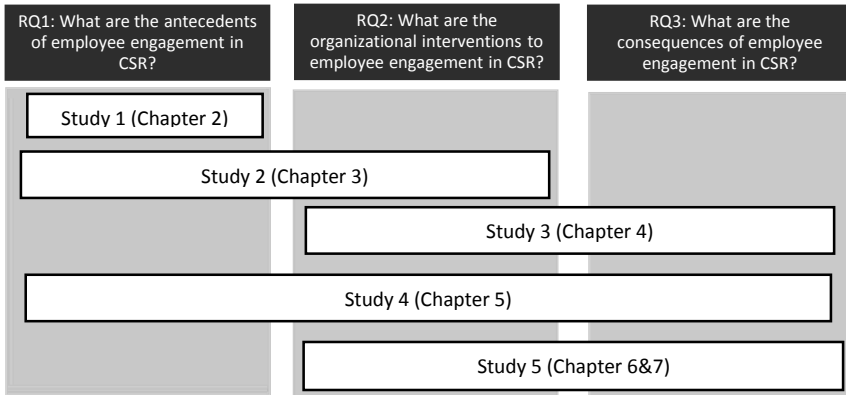 RQ1: What are the antecedents
of employee engagement in
CSR?
RQ2: What are the
organizational interventions to
employee engagement in CSR?
RQ3: What are the
consequences of employee
engagement in CSR?
Study 1 (Chapter 2)
Study 2 (Chapter 3)
Study 3 (Chapter 4)
Study 4 (Chapter 5)
Study 5 (Chapter 6&7)